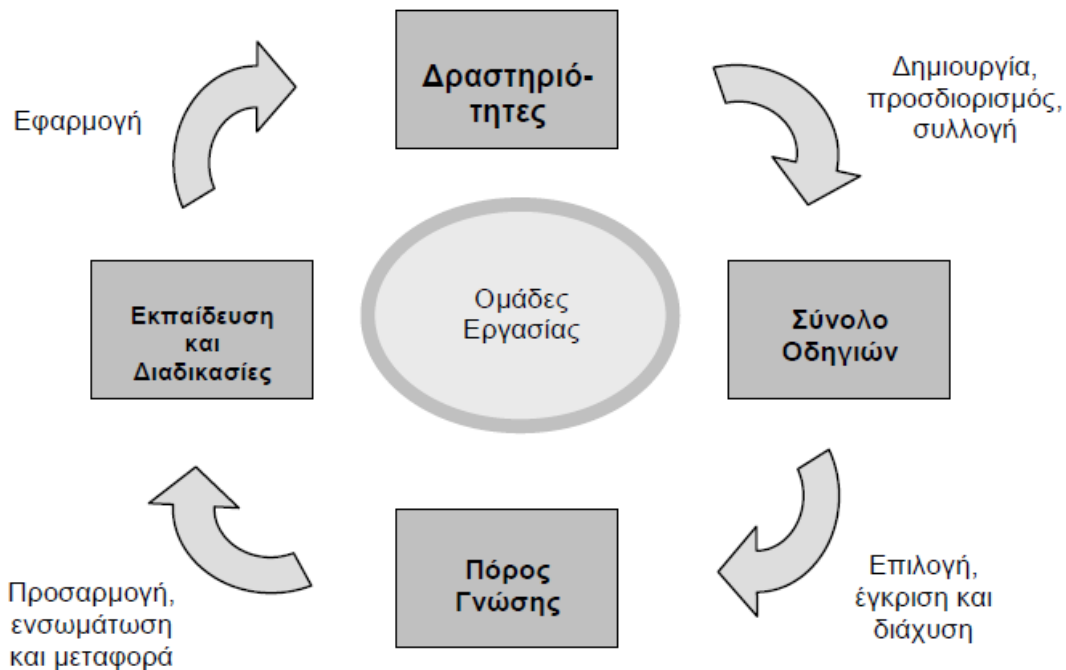 Δραστηριό-
τητες
Δημιουργία,
προσδιορισμός,
συλλογή
Εφαρμογή
Ομάδες
Εργασίας
Εκπαίδευση
και
Διαδικασίες
Σύνολο
Οδηγιών
Πόρος
Γνώσης
Επιλογή,
έγκριση και
διάχυση
Προσαρμογή,
ενσωμάτωση
και μεταφορά